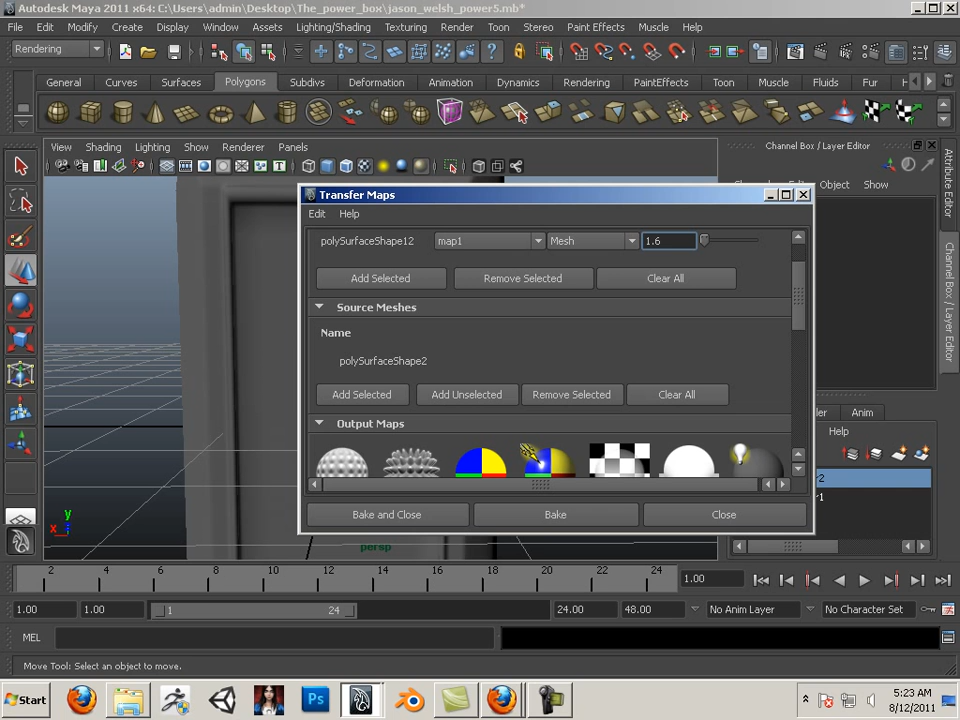 Autodesk Maya 2011 x64: C:\Users\admin\Desktop\The_power_box\jason_welsh_power5.mb*
File Edit Modify Create Display Window Assets Lighting/Shading Texturing Render Toon Stereo Paint Effects Muscle Help
Rendering
General Curves Surfaces Polygons Subdivs Deformation Animation Dynamics Rendering PaintEffects Toon Muscle Fluids Fur H
View Shading Lighting Show Renderer Panels
Channel Box / Layer Editor
Object Show
Attribute Editor
Channel Box / Layer Editor
Transfer Maps
Edit Help
polySurfaceShape12 map1 Mesh 1.6
Add Selected Remove Selected Clear All
Source Meshes
Name
polySurfaceShape2
Add Selected Add Unselected Remove Selected Clear All
Output Maps
Bake and Close Bake Close
Anim
Help
y
x
persp
2 4 6 8 10 12 14 16 18 20 22 24 1.00
1.00 1.00 1 24 24.00 48.00 No Anim Layer No Character Set
MEL
Move Tool: Select an object to move.
Start Ps 5:23 AM
8/12/2011